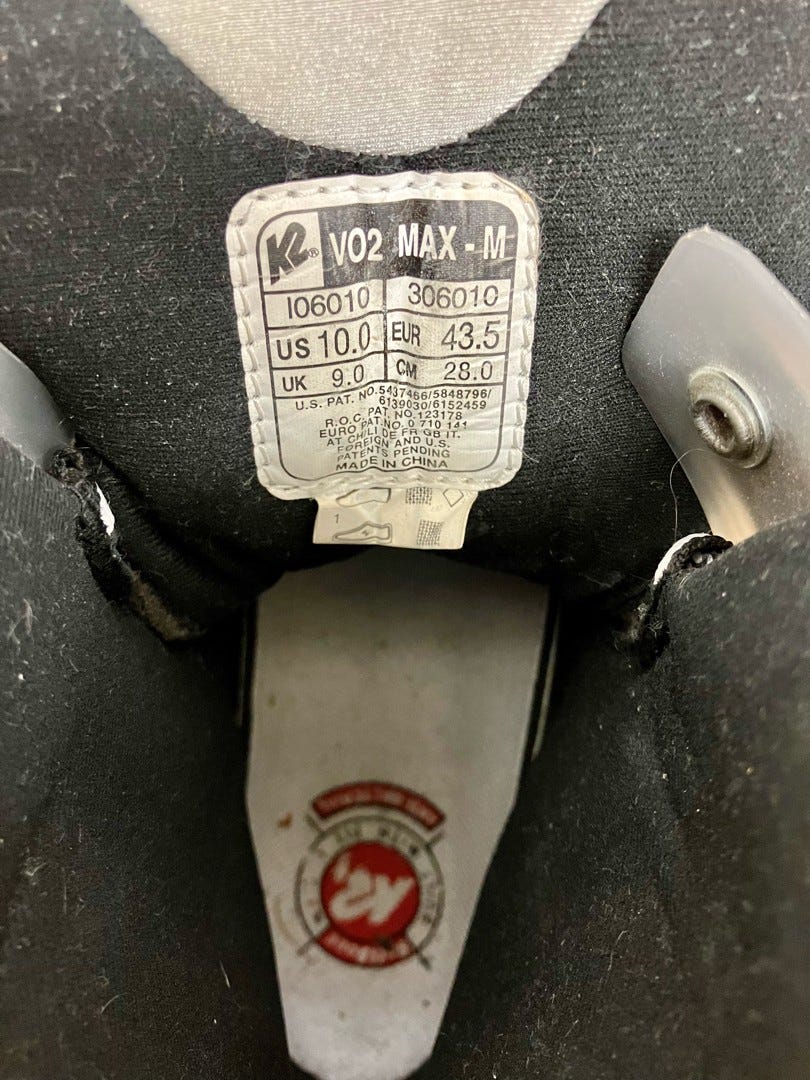 K2® VO2 MAX - M
I06010 306010
US 10.0 EUR 43.5
UK 9.0 CM 28.0
U.S. PAT. NO.5437466/5848796/
6139030/6152459
R.O.C. PAT. NO.123178
EURO PAT.NO. 0 710 141
AT CH LI DE FR GB IT.
FOREIGN AND U.S.
PATENTS PENDING
MADE IN CHINA
1
K2